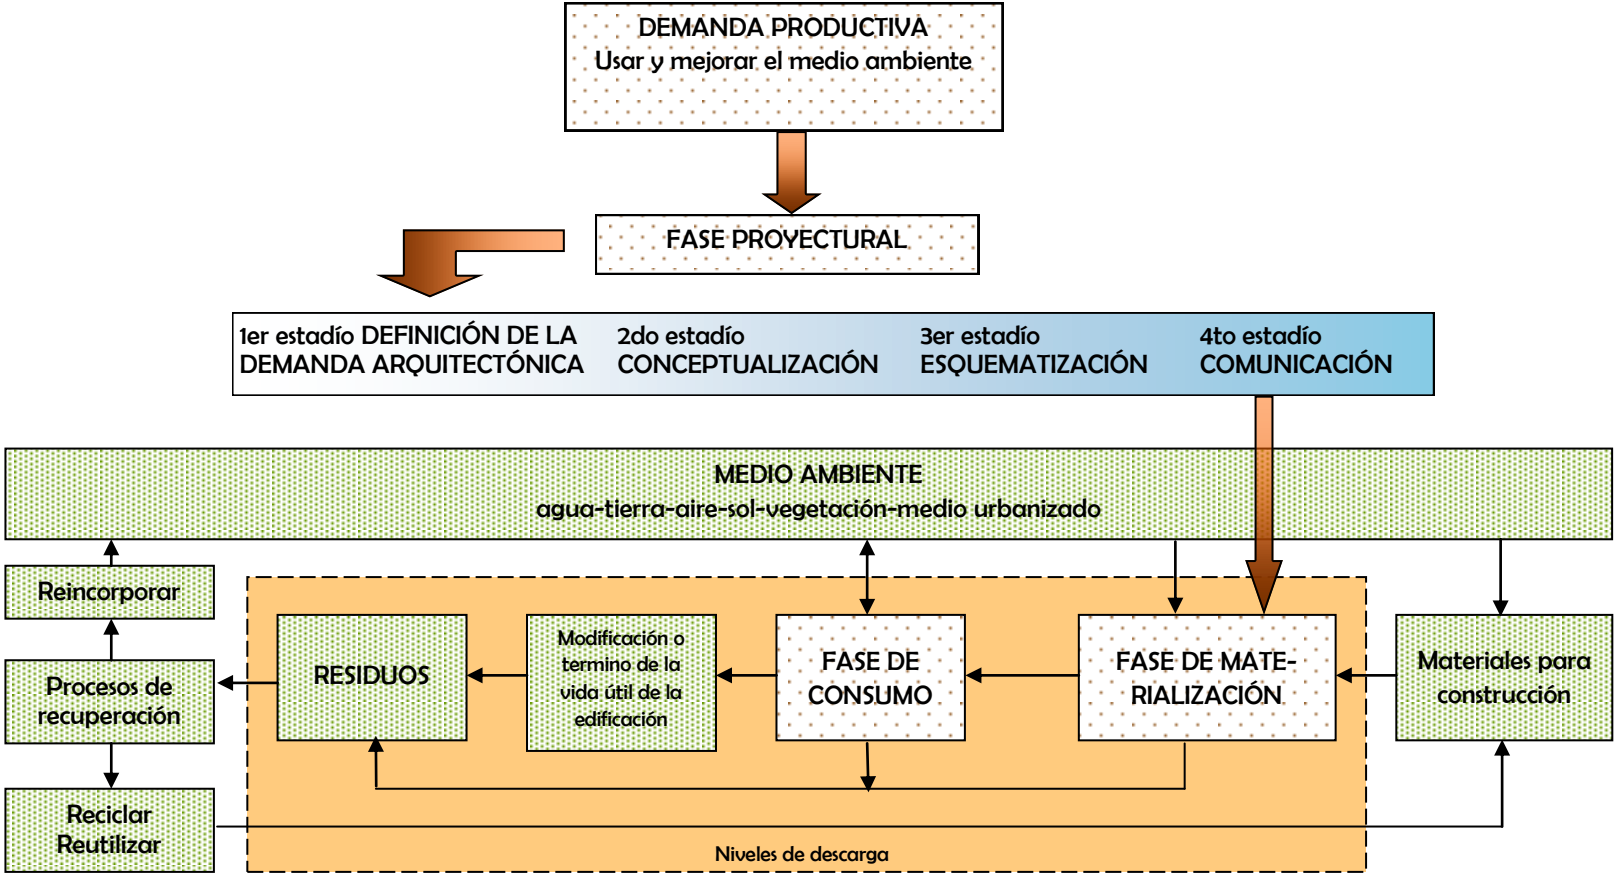 DEMANDA PRODUCTIVA
Usar y mejorar el medio ambiente
FASE PROYECTURAL
1er estadío DEFINICIÓN DE LA
DEMANDA ARQUITECTÓNICA
2do estadío
CONCEPTUALIZACIÓN
3er estadío
ESQUEMATIZACIÓN
4to estadío
COMUNICACIÓN
MEDIO AMBIENTE
agua-tierra-aire-sol-vegetación-medio urbanizado
Reincorporar
Procesos de
recuperación
Reciclar
Reutilizar
RESIDUOS
Modificación o
termino de la
vida útil de la
edificación
FASE DE
CONSUMO
FASE DE MATE-
RIALIZACIÓN
Materiales para
construcción
Niveles de descarga